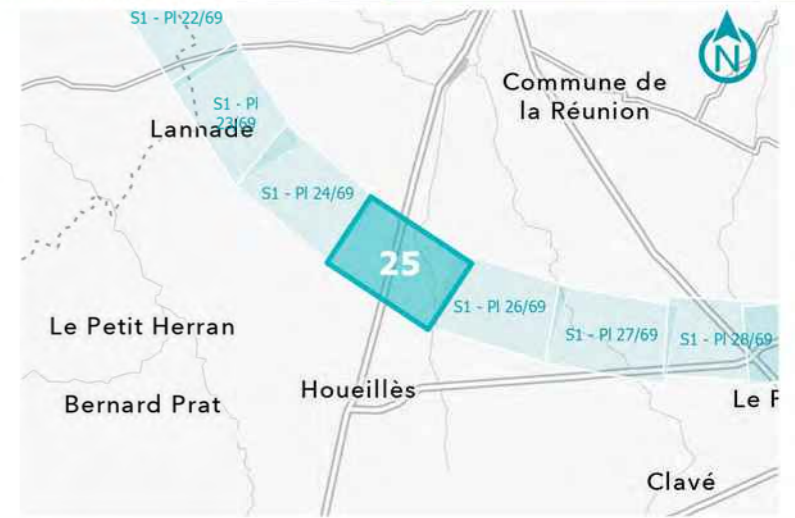 S1 - Pl 22/69
N
Commune de
la Réunion
S1 - Pl
23/69
Lannade
S1 - Pl 24/69
25
S1 - Pl 26/69
S1 - Pl 27/69
S1 - Pl 28/69
Le Petit Herran
Bernard Prat
Houeillès
Le
Clavé